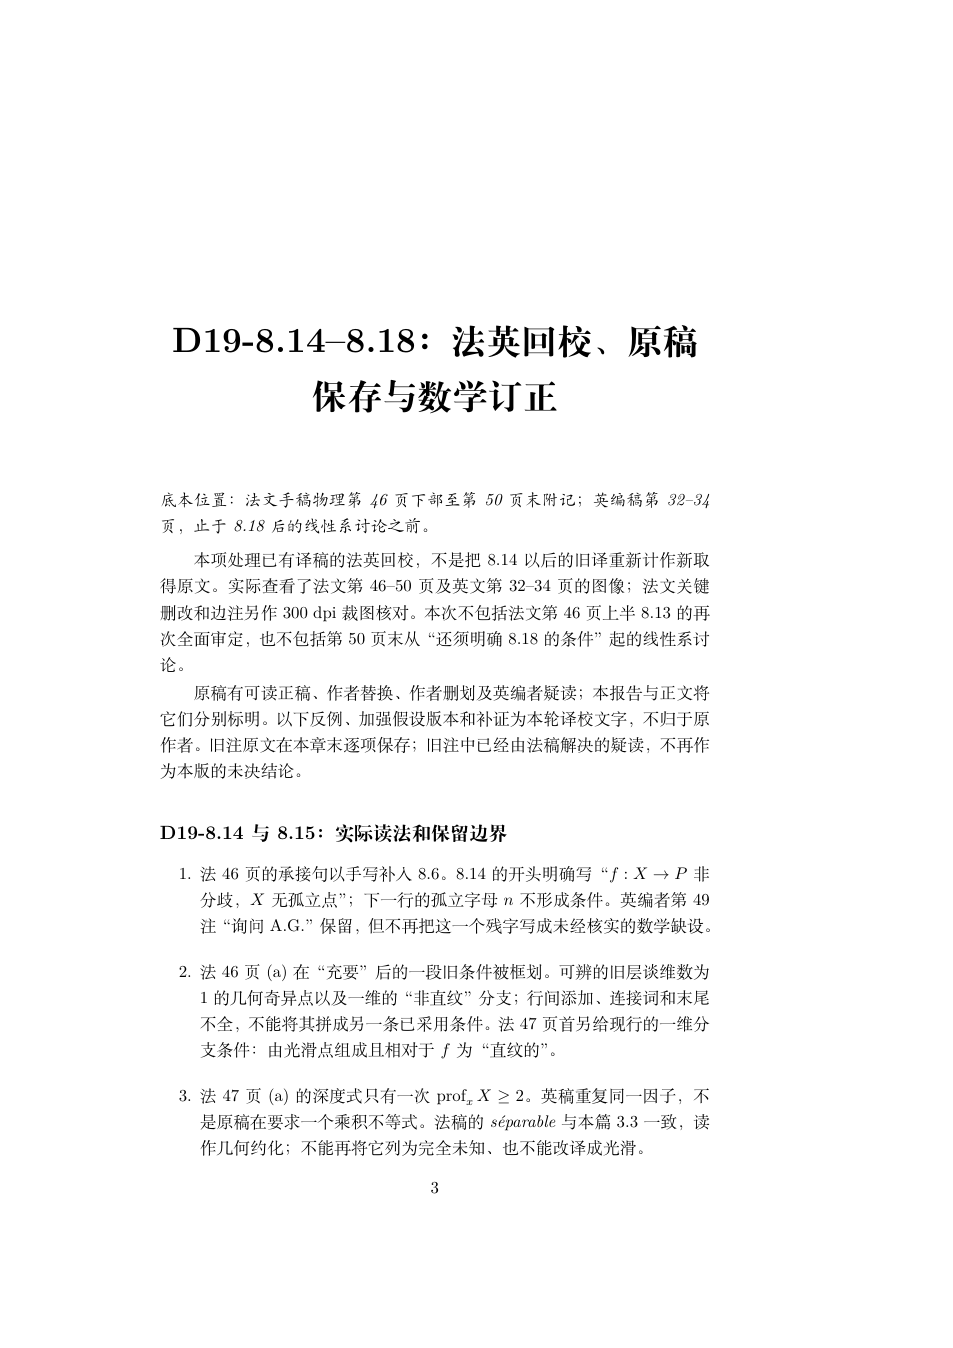 D19-8.14–8.18：法英回校、原稿
保存与数学订正
底本位置：法文手稿物理第 46 页下部至第 50 页末附记；英编稿第 32–34
页，止于 8.18 后的线性系讨论之前。
本项处理已有译稿的法英回校，不是把 8.14 以后的旧译重新计作新取
得原文。实际查看了法文第 46–50 页及英文第 32–34 页的图像；法文关键
删改和边注另作 300 dpi 裁图核对。本次不包括法文第 46 页上半 8.13 的再
次全面审定，也不包括第 50 页末从“还须明确 8.18 的条件”起的线性系讨
论。
原稿有可读正稿、作者替换、作者删划及英编者疑读；本报告与正文将
它们分别标明。以下反例、加强假设版本和补证为本轮译校文字，不归于原
作者。旧注原文在本章末逐项保存；旧注中已经由法稿解决的疑读，不再作
为本版的未决结论。
D19-8.14 与 8.15：实际读法和保留边界
1. 法 46 页的承接句以手写补入 8.6。8.14 的开头明确写“f : X → P 非
分歧，X 无孤立点”；下一行的孤立字母 n 不形成条件。英编者第 49
注“询问 A.G.”保留，但不再把这一个残字写成未经核实的数学缺设。
2. 法 46 页 (a) 在“充要”后的一段旧条件被框划。可辨的旧层谈维数为
1 的几何奇异点以及一维的“非直纹”分支；行间添加、连接词和末尾
不全，不能将其拼成另一条已采用条件。法 47 页首另给现行的一维分
支条件：由光滑点组成且相对于 f 为“直纹的”。
3. 法 47 页 (a) 的深度式只有一次 profₓ X ≥ 2。英稿重复同一因子，不
是原稿在要求一个乘积不等式。法稿的 séparable 与本篇 3.3 一致，读
作几何约化；不能再将它列为完全未知、也不能改译成光滑。
3